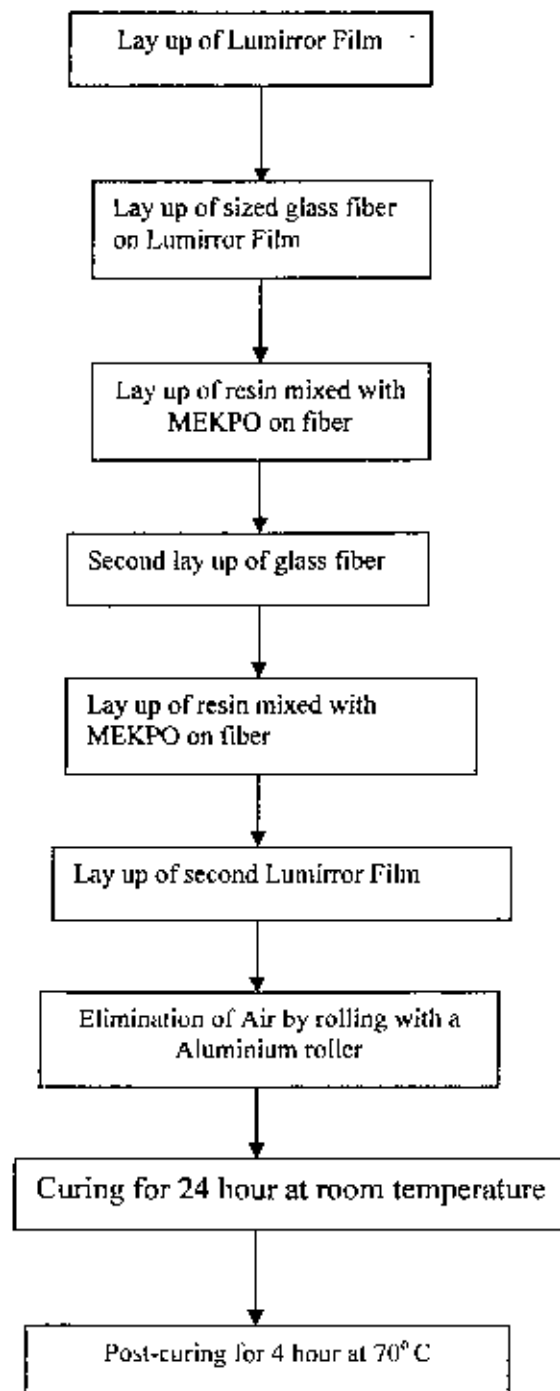 Lay up of Lumirror Film
Lay up of sized glass fiber
on Lumirror Film
Lay up of resin mixed with
MEKPO on fiber
Second lay up of glass fiber
Lay up of resin mixed with
MEKPO on fiber
Lay up of second Lumirror Film
Elimination of Air by rolling with a
Aluminium roller
Curing for 24 hour at room temperature
Post-curing for 4 hour at 70° C